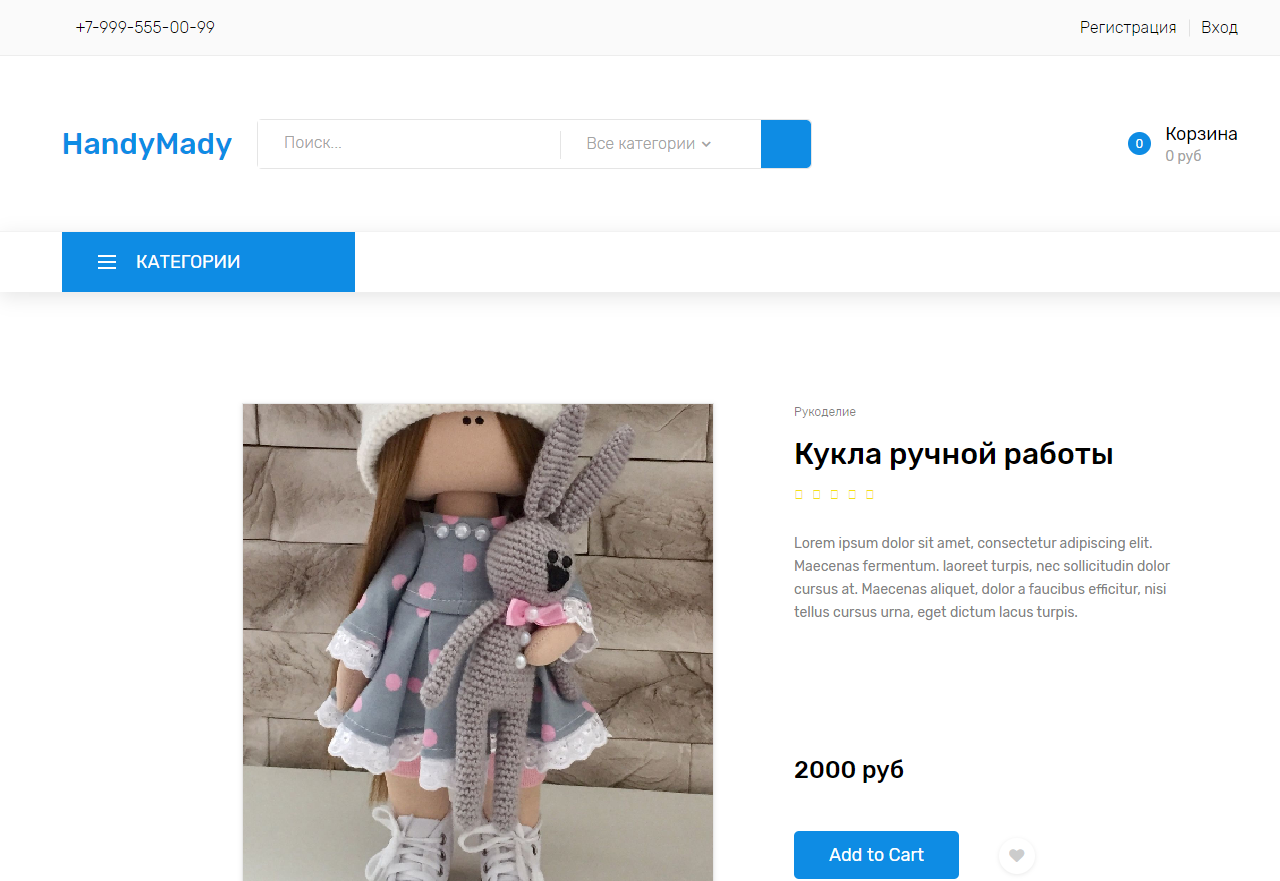 +7-999-555-00-99
Регистрация
Вход
HandyMady
Поиск...
Все категории
0
Корзина
0 руб
КАТЕГОРИИ
Рукоделие
Кукла ручной работы
Lorem ipsum dolor sit amet, consectetur adipiscing elit.
Maecenas fermentum. laoreet turpis, nec sollicitudin dolor
cursus at. Maecenas aliquet, dolor a faucibus efficitur, nisi
tellus cursus urna, eget dictum lacus turpis.
2000 руб
Add to Cart